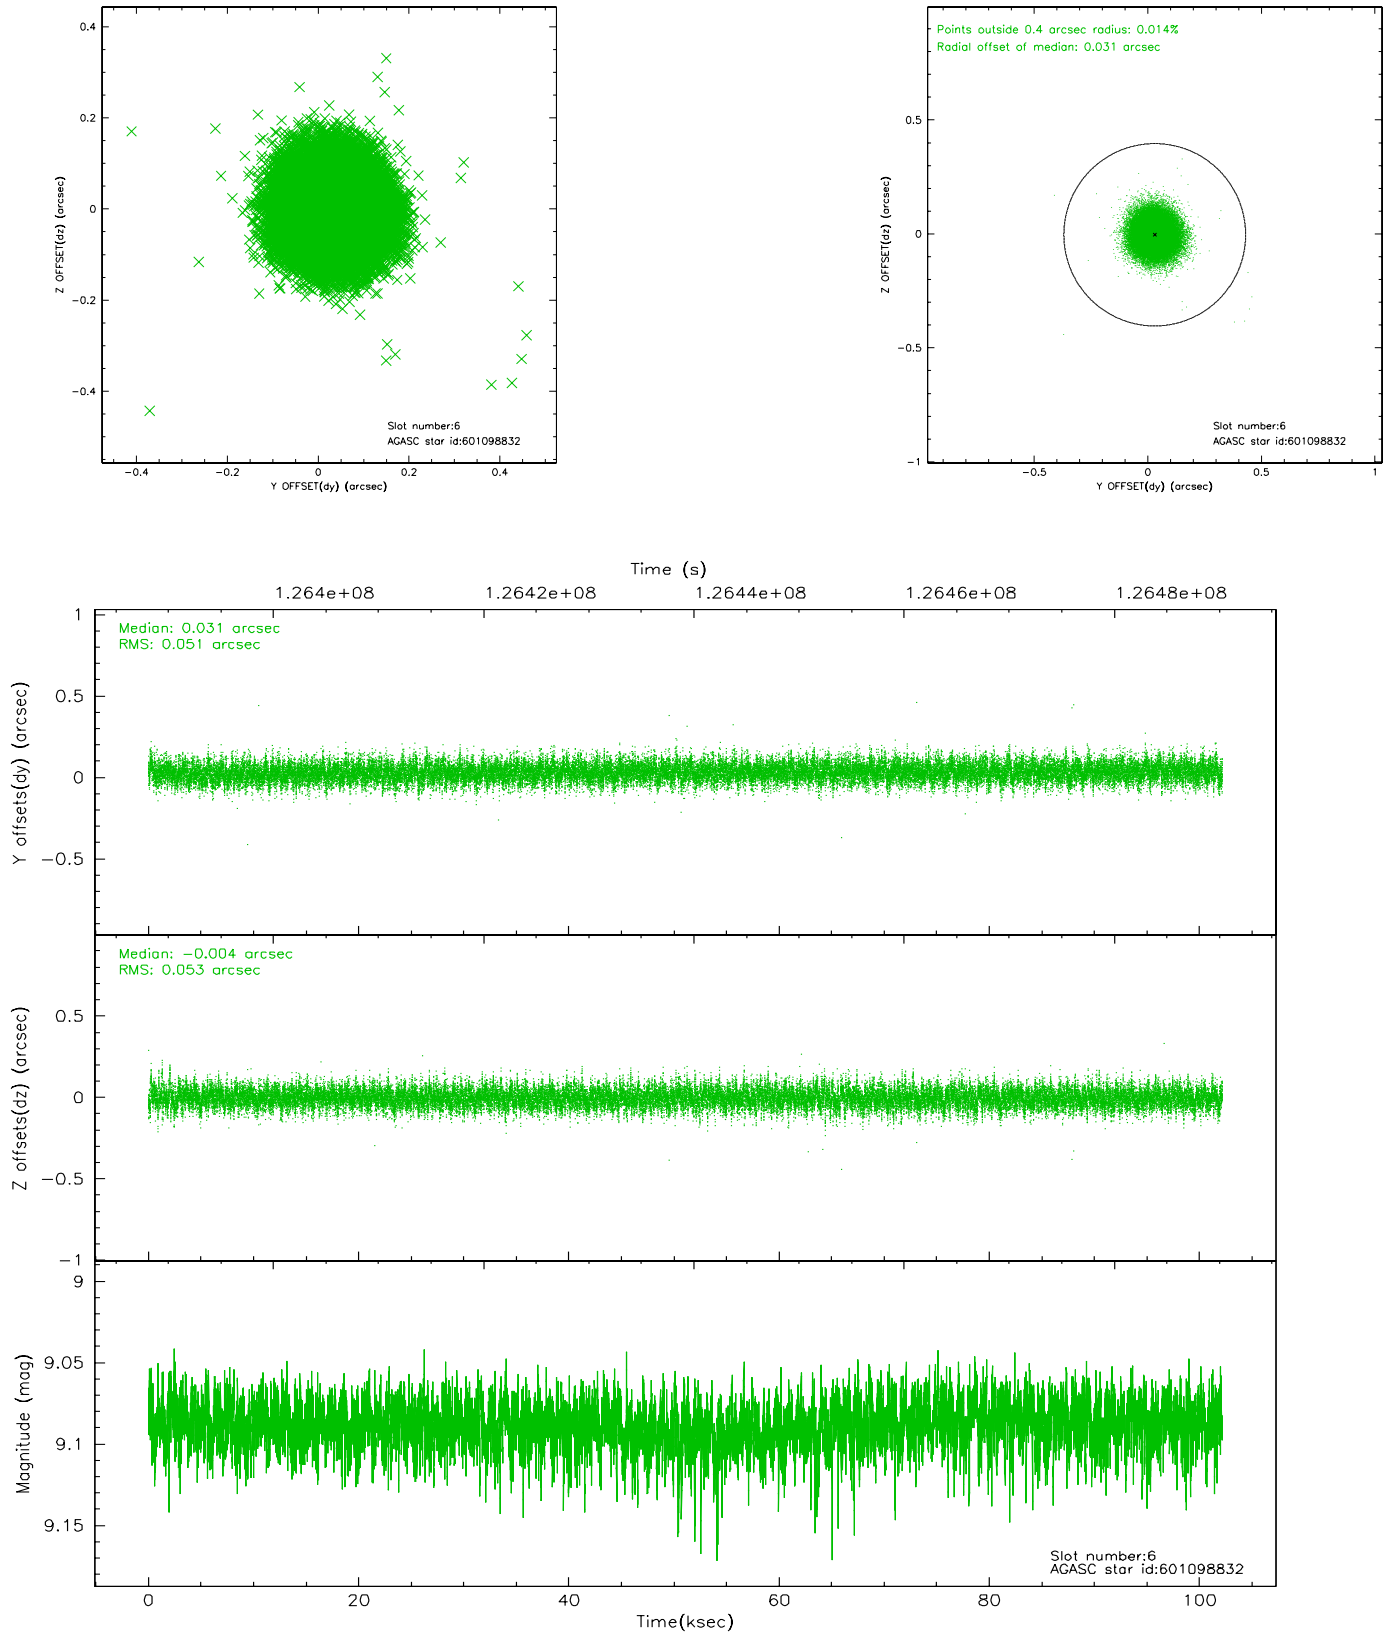 0.4
0.2
0
−0.2
−0.4
Z OFFSET(dz) (arcsec)
Slot number:6
AGASC star id:601098832
−0.4 −0.2 0 0.2 0.4
Y OFFSET(dy) (arcsec)
Points outside 0.4 arcsec radius: 0.014%
Radial offset of median: 0.031 arcsec
0.5
0
−0.5
−1
Z OFFSET(dz) (arcsec)
Slot number:6
AGASC star id:601098832
−0.5 0 0.5 1
Y OFFSET(dy) (arcsec)
Time (s)
1.264e+08 1.2642e+08 1.2644e+08 1.2646e+08 1.2648e+08
Median: 0.031 arcsec
RMS: 0.051 arcsec
1
0.5
0
−0.5
Y offsets(dy) (arcsec)
Median: −0.004 arcsec
RMS: 0.053 arcsec
0.5
0
−0.5
−1
Z offsets(dz) (arcsec)
9
9.05
9.1
9.15
Magnitude (mag)
Slot number:6
AGASC star id:601098832
0 20 40 60 80 100
Time(ksec)